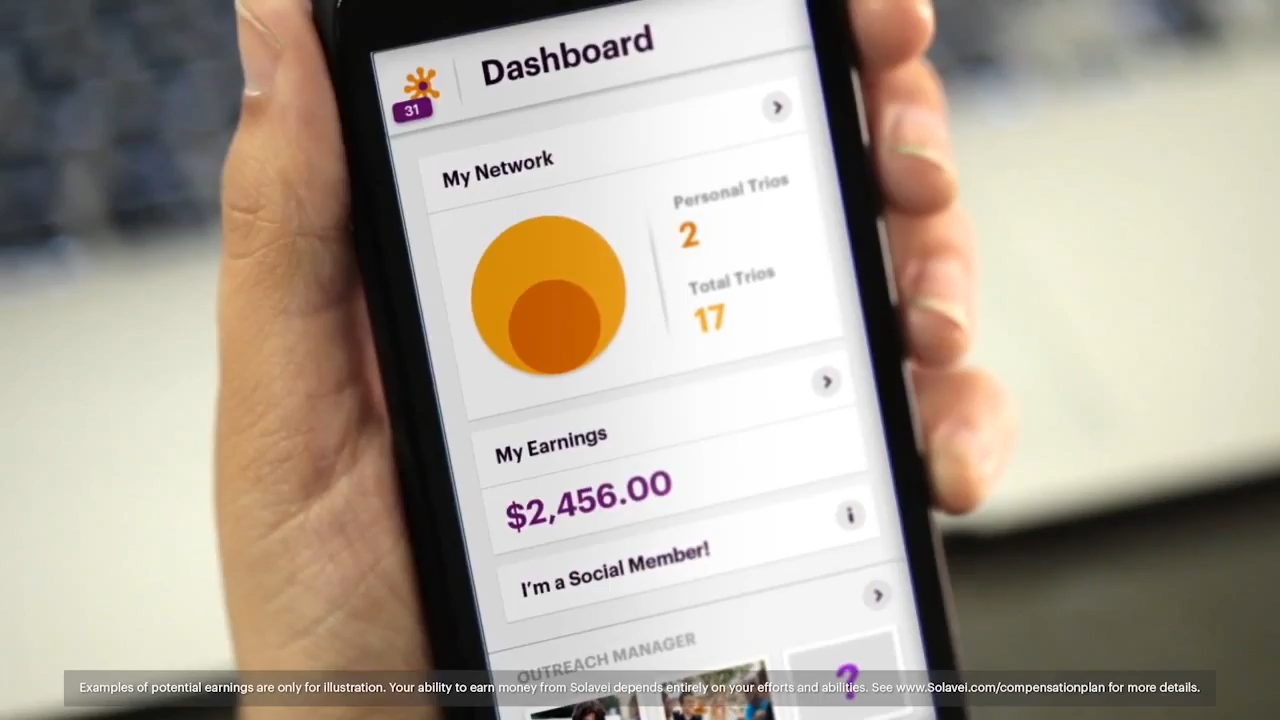 Dashboard
31
My Network
Personal Trios
2
Total Trios
17
My Earnings
$2,456.00
I'm a Social Member!
i
OUTREACH MANAGER
?
Examples of potential earnings are only for illustration. Your ability to earn money from Solavei depends entirely on your efforts and abilities. See www.Solavei.com/compensationplan for more details.